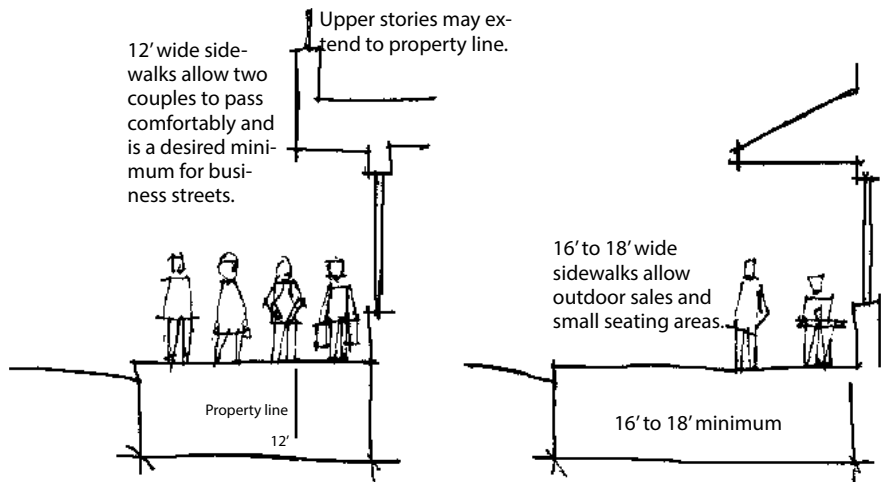 12' wide side-
walks allow two
couples to pass
comfortably and
is a desired mini-
mum for busi-
ness streets.
Upper stories may ex-
tend to property line.
Property line
12'
16' to 18' wide
sidewalks allow
outdoor sales and
small seating areas.
16' to 18' minimum